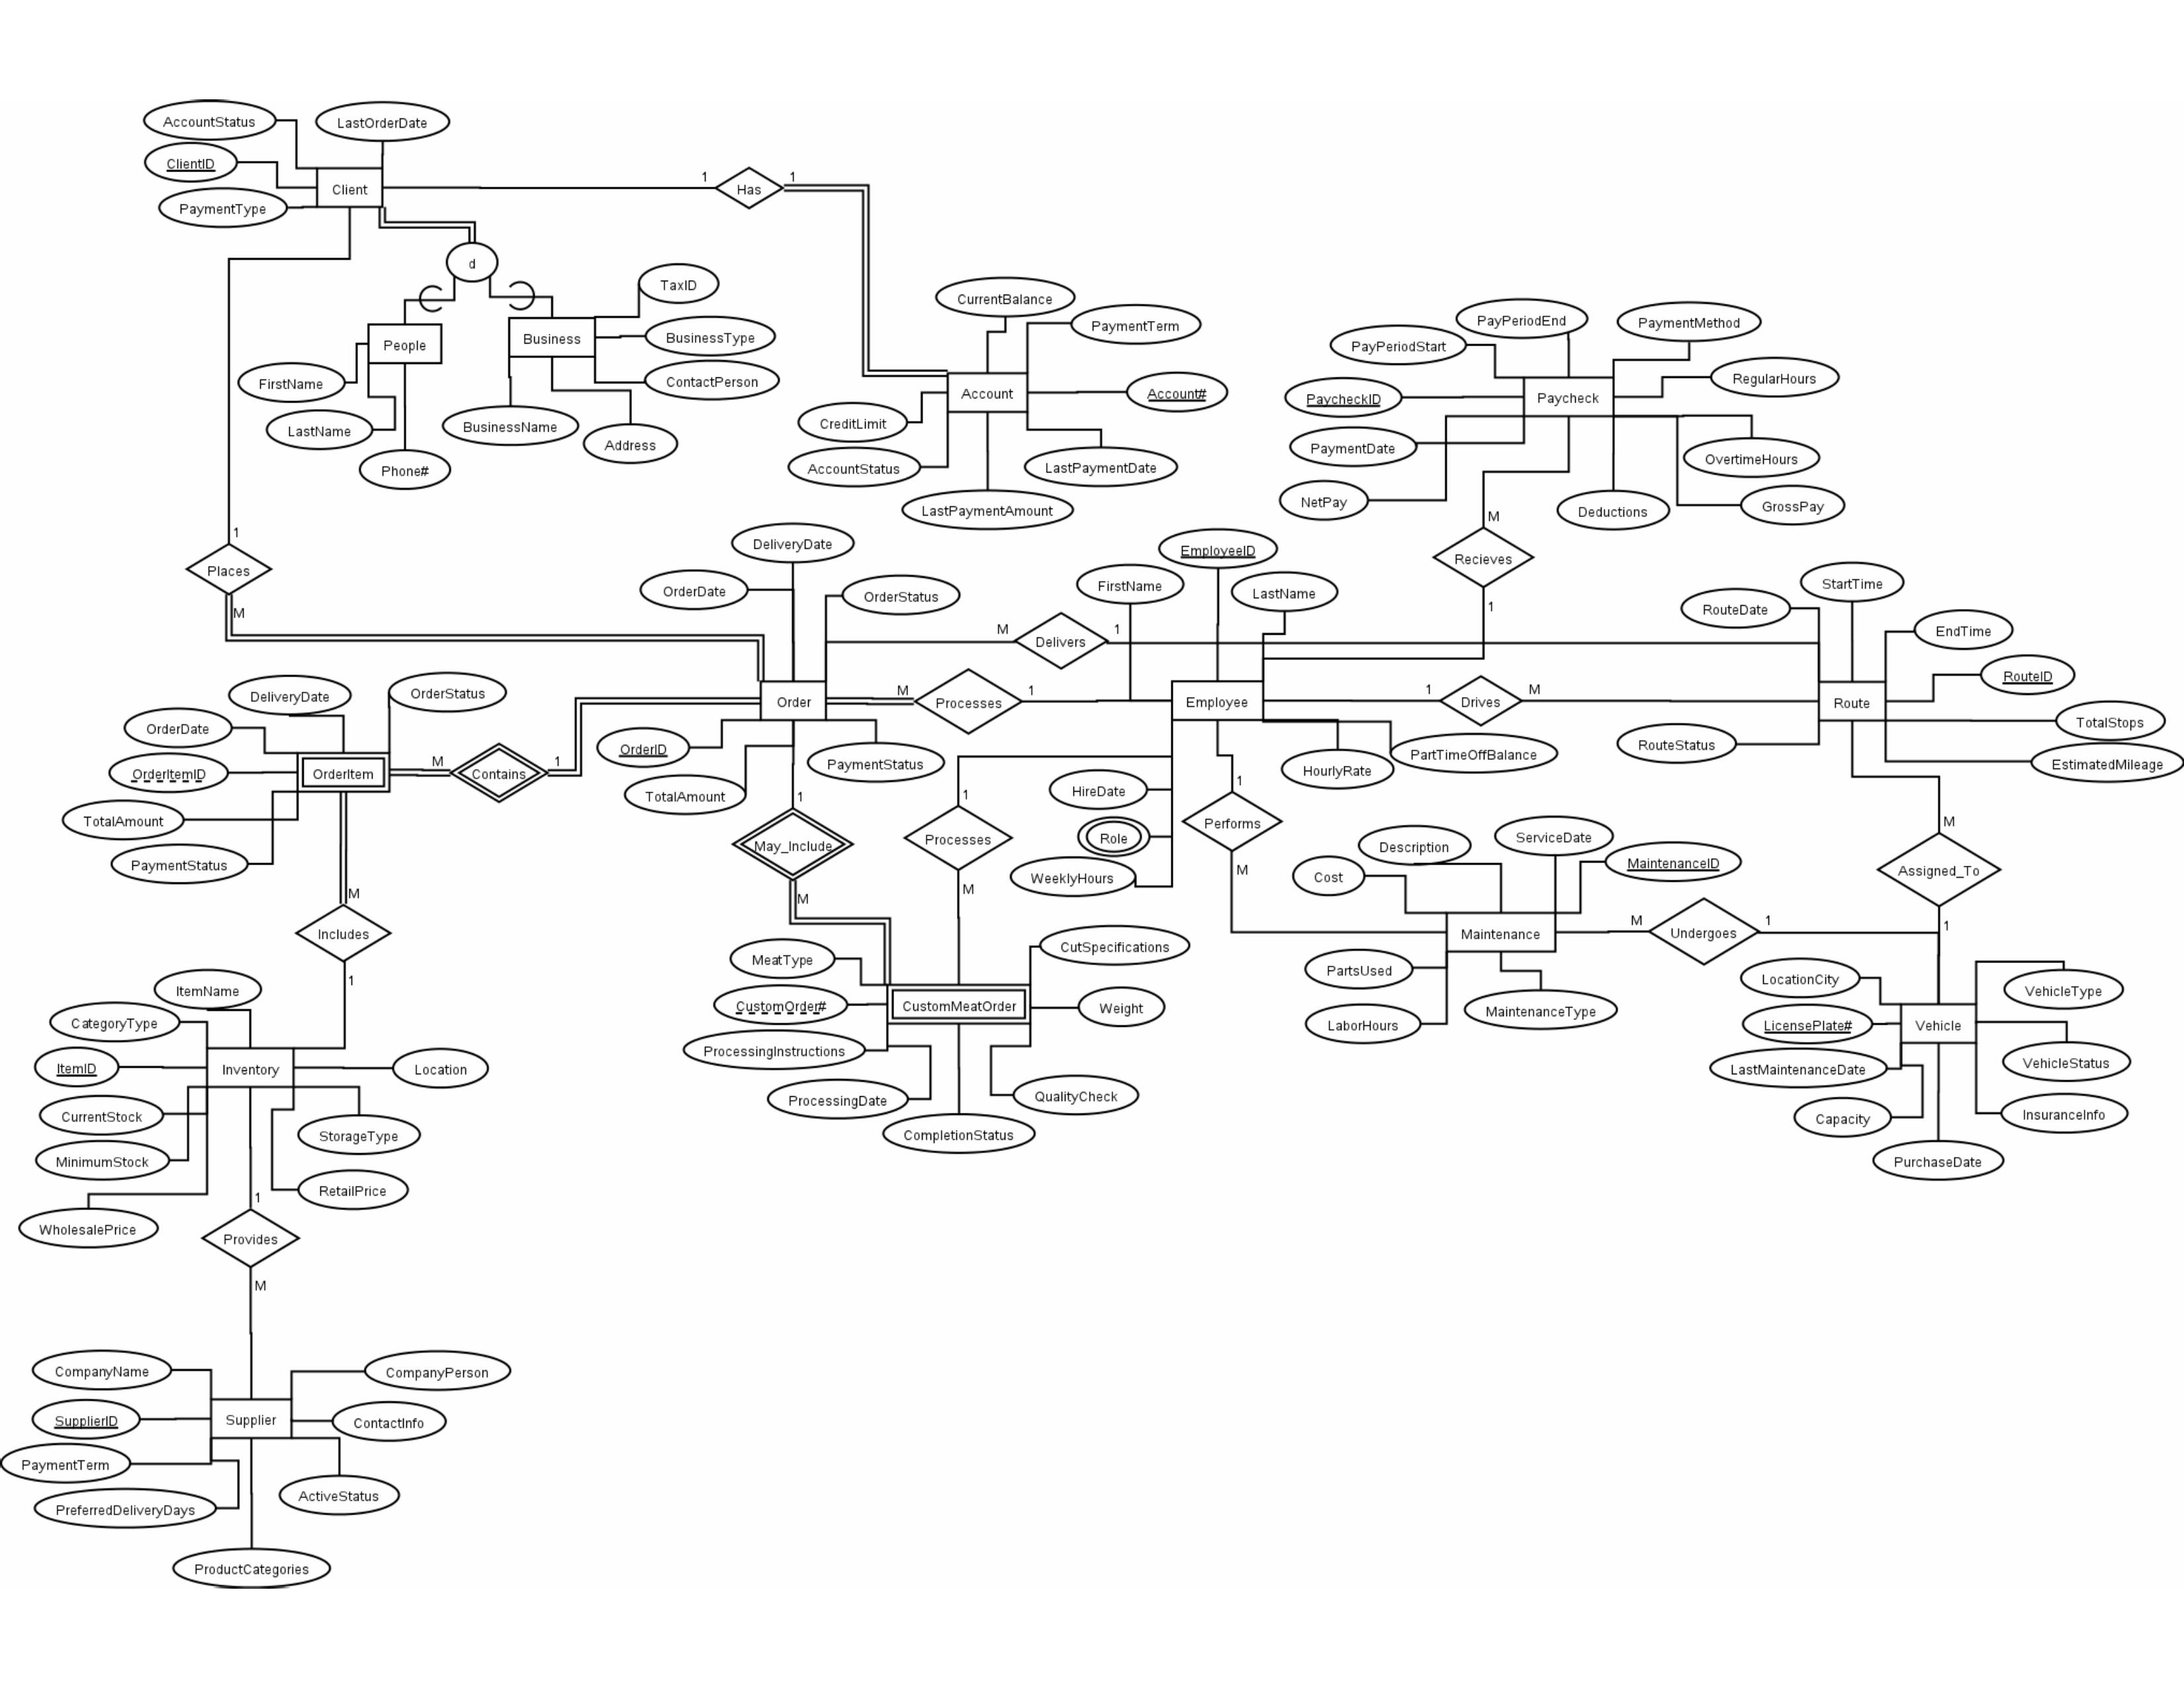 AccountStatus
LastOrderDate
ClientID
Client
PaymentType
1
Has
1
d
People
Business
TaxID
BusinessType
ContactPerson
FirstName
LastName
Phone#
BusinessName
Address
CurrentBalance
PaymentTerm
Account
Account#
CreditLimit
AccountStatus
LastPaymentDate
LastPaymentAmount
PayPeriodEnd
PaymentMethod
PayPeriodStart
RegularHours
PaycheckID
Paycheck
PaymentDate
OvertimeHours
NetPay
Deductions
GrossPay
M
Recieves
1
1
Places
M
DeliveryDate
OrderDate
OrderStatus
EmployeeID
FirstName
LastName
M
Delivers
1
RouteDate
StartTime
EndTime
RouteID
Order
M
Processes
1
Employee
1
Drives
M
Route
TotalStops
RouteStatus
EstimatedMileage
DeliveryDate
OrderStatus
OrderDate
OrderItemID
OrderItem
M
Contains
1
OrderID
PaymentStatus
TotalAmount
TotalAmount
PaymentStatus
HourlyRate
PartTimeOffBalance
HireDate
Role
WeeklyHours
1
Performs
M
1
Processes
M
1
May_Include
M
M
Includes
1
Description
ServiceDate
Cost
MaintenanceID
Maintenance
M
Undergoes
1
PartsUsed
LaborHours
MaintenanceType
M
Assigned_To
1
LocationCity
VehicleType
LicensePlate#
Vehicle
LastMaintenanceDate
VehicleStatus
Capacity
InsuranceInfo
PurchaseDate
MeatType
CutSpecifications
CustomOrder#
CustomMeatOrder
Weight
ProcessingInstructions
ProcessingDate
QualityCheck
CompletionStatus
ItemName
CategoryType
ItemID
Inventory
Location
CurrentStock
StorageType
MinimumStock
RetailPrice
WholesalePrice
1
Provides
M
CompanyName
CompanyPerson
SupplierID
Supplier
ContactInfo
PaymentTerm
ActiveStatus
PreferredDeliveryDays
ProductCategories